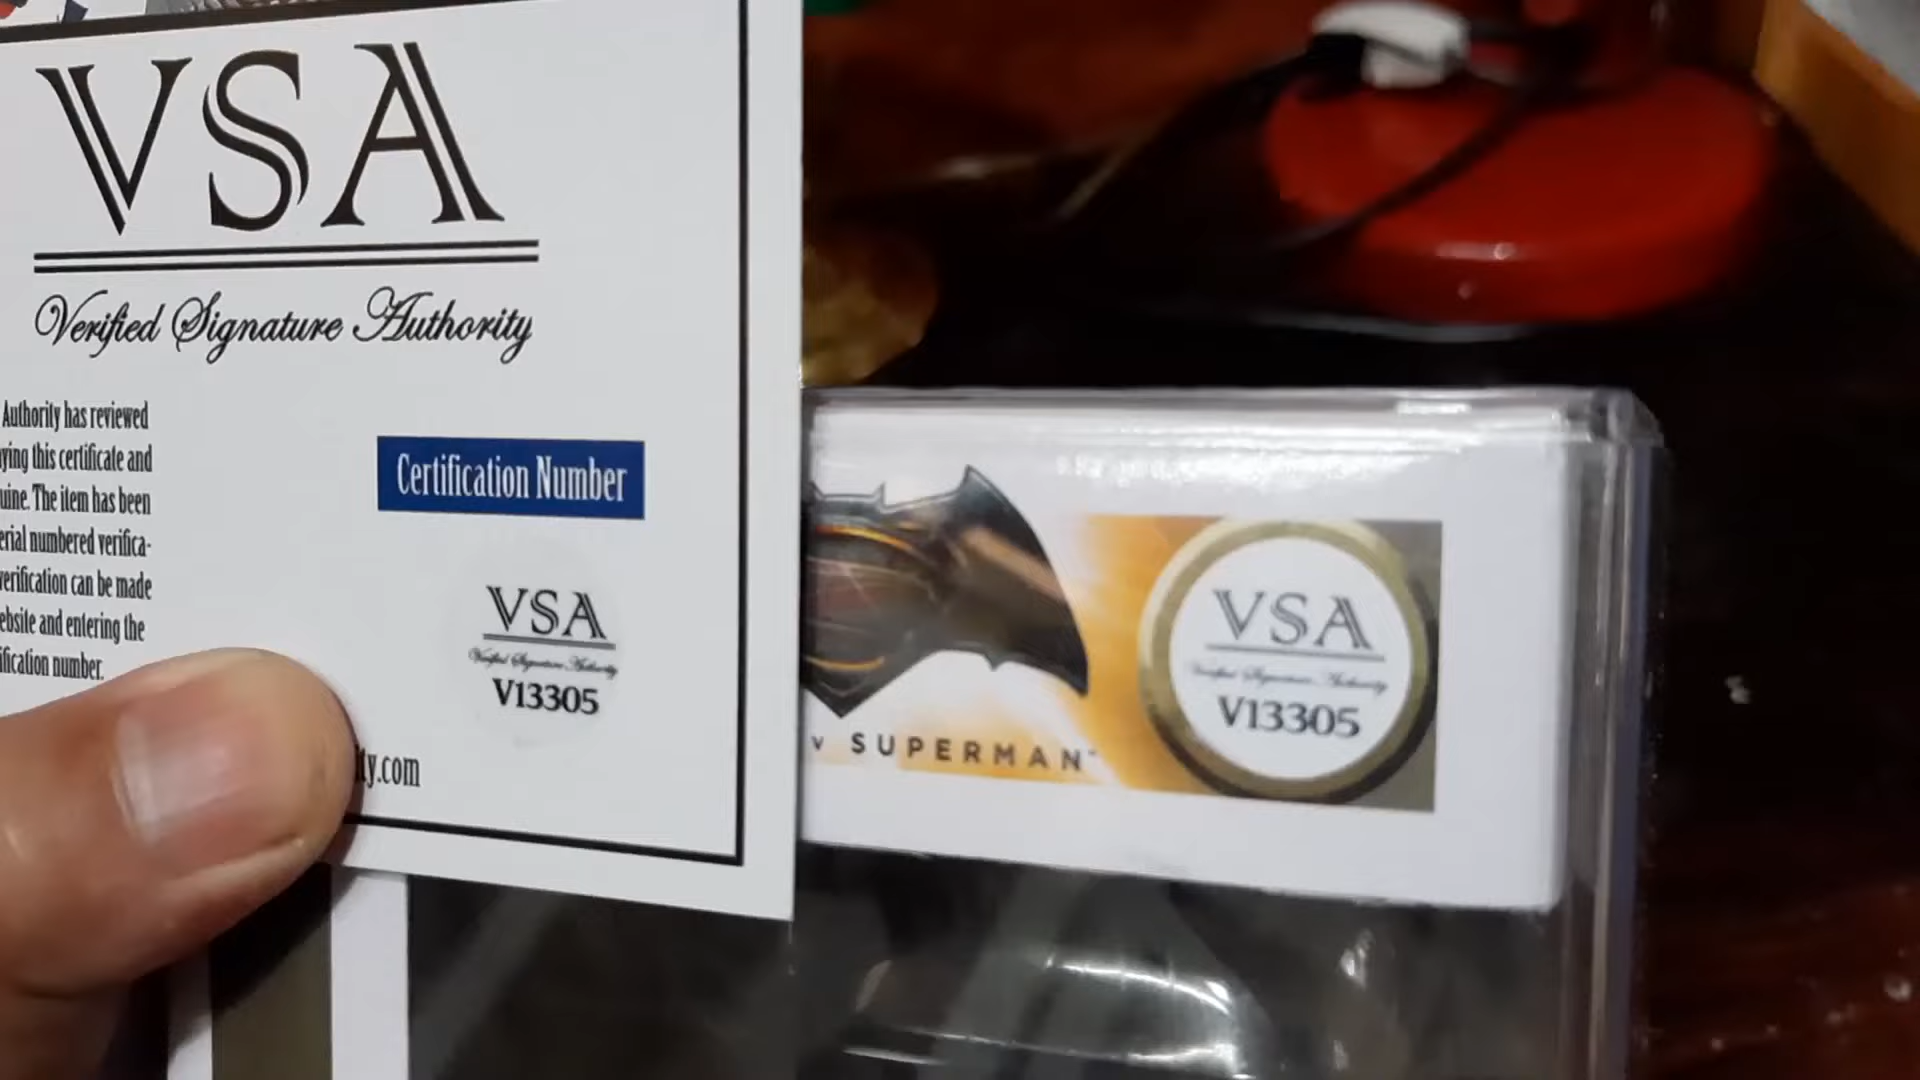 VSA
Verified Signature Authority
Authority has reviewed
ying this certificate and
uine. The item has been
erial numbered verifica-
verification can be made
ebsite and entering the
ification number.
ity.com
Certification Number
VSA
Verified Signature Authority
V13305
v SUPERMAN
VSA
Verified Signature Authority
V13305